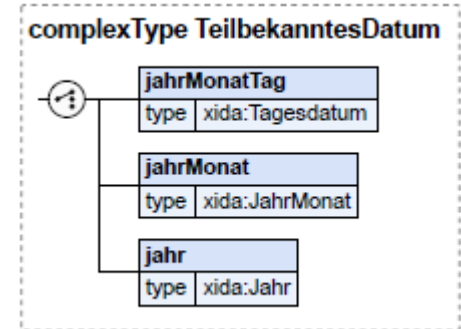 complexType TeilbekanntesDatum
jahrMonatTag
type xida:Tagesdatum
jahrMonat
type xida:JahrMonat
jahr
type xida:Jahr